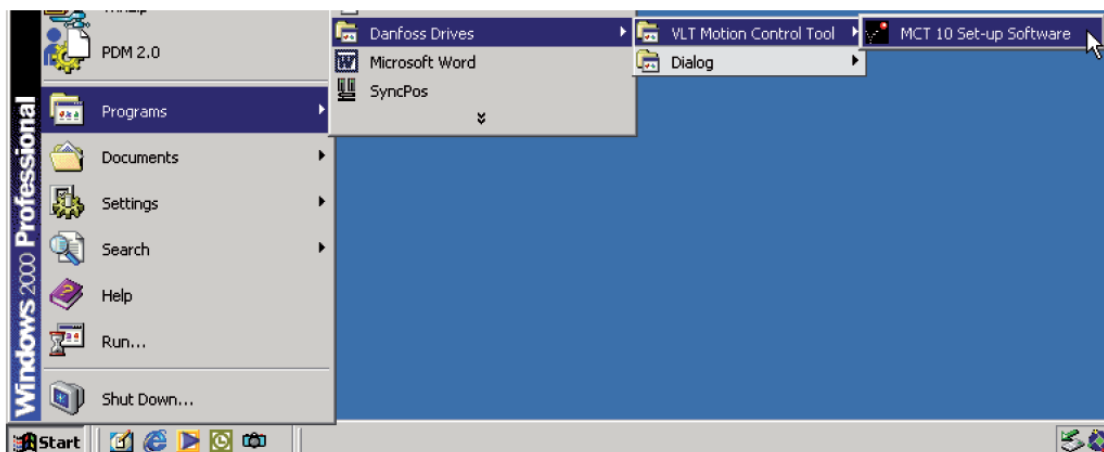 PDM 2.0
Programs
Documents
Settings
Search
Help
Run...
Shut Down...
Windows 2000 Professional
Start
Danfoss Drives
Microsoft Word
SyncPos
VLT Motion Control Tool
Dialog
MCT 10 Set-up Software